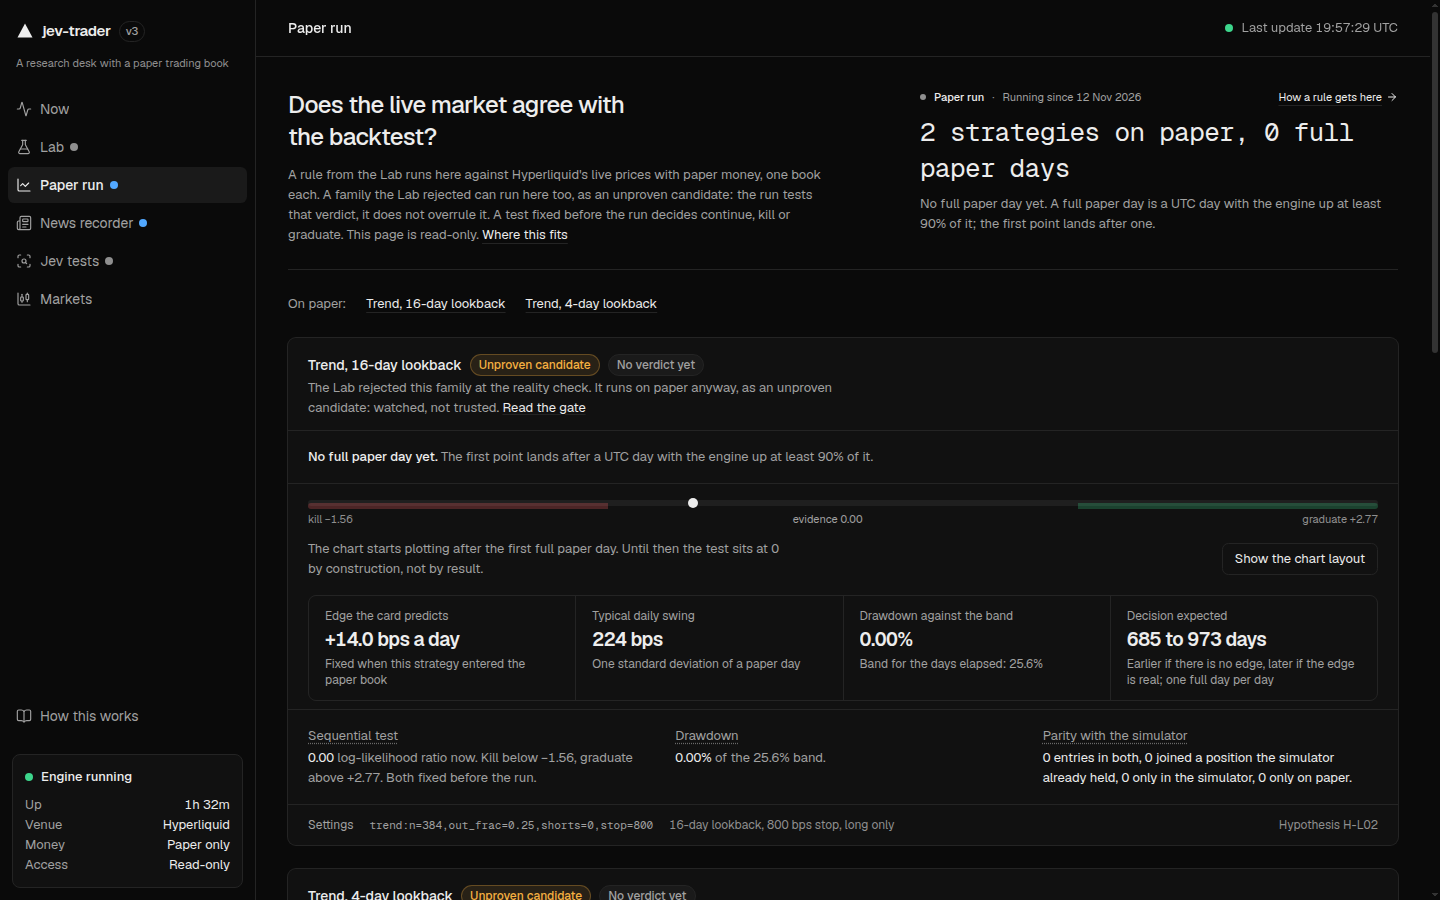 jev-trader v3
A research desk with a paper trading book
Now
Lab
Paper run
News recorder
Jev tests
Markets
How this works
Engine running
Up 1h 32m
Venue Hyperliquid
Money Paper only
Access Read-only
Paper run
Last update 19:57:29 UTC
Does the live market agree with
the backtest?
A rule from the Lab runs here against Hyperliquid's live prices with paper money, one book
each. A family the Lab rejected can run here too, as an unproven candidate: the run tests
that verdict, it does not overrule it. A test fixed before the run decides continue, kill or
graduate. This page is read-only. Where this fits
Paper run · Running since 12 Nov 2026
How a rule gets here →
2 strategies on paper, 0 full
paper days
No full paper day yet. A full paper day is a UTC day with the engine up at least
90% of it; the first point lands after one.
On paper: Trend, 16-day lookback Trend, 4-day lookback
Trend, 16-day lookback Unproven candidate No verdict yet
The Lab rejected this family at the reality check. It runs on paper anyway, as an unproven
candidate: watched, not trusted. Read the gate
No full paper day yet. The first point lands after a UTC day with the engine up at least 90% of it.
kill −1.56 evidence 0.00 graduate +2.77
The chart starts plotting after the first full paper day. Until then the test sits at 0
by construction, not by result.
Show the chart layout
Edge the card predicts
+14.0 bps a day
Fixed when this strategy entered the
paper book
Typical daily swing
224 bps
One standard deviation of a paper day
Drawdown against the band
0.00%
Band for the days elapsed: 25.6%
Decision expected
685 to 973 days
Earlier if there is no edge, later if the edge
is real; one full day per day
Sequential test
0.00 log-likelihood ratio now. Kill below −1.56, graduate
above +2.77. Both fixed before the run.
Drawdown
0.00% of the 25.6% band.
Parity with the simulator
0 entries in both, 0 joined a position the simulator
already held, 0 only in the simulator, 0 only on paper.
Settings trend:n=384,out_frac=0.25,shorts=0,stop=800 16-day lookback, 800 bps stop, long only Hypothesis H-L02
Trend, 4-day lookback Unproven candidate No verdict yet